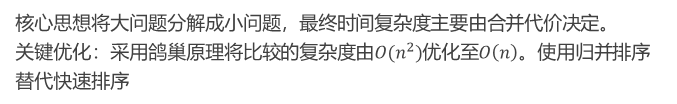 核心思想将大问题分解成小问题，最终时间复杂度主要由合并代价决定。
关键优化：采用鸽巢原理将比较的复杂度由O(n²)优化至O(n)。使用归并排序
替代快速排序